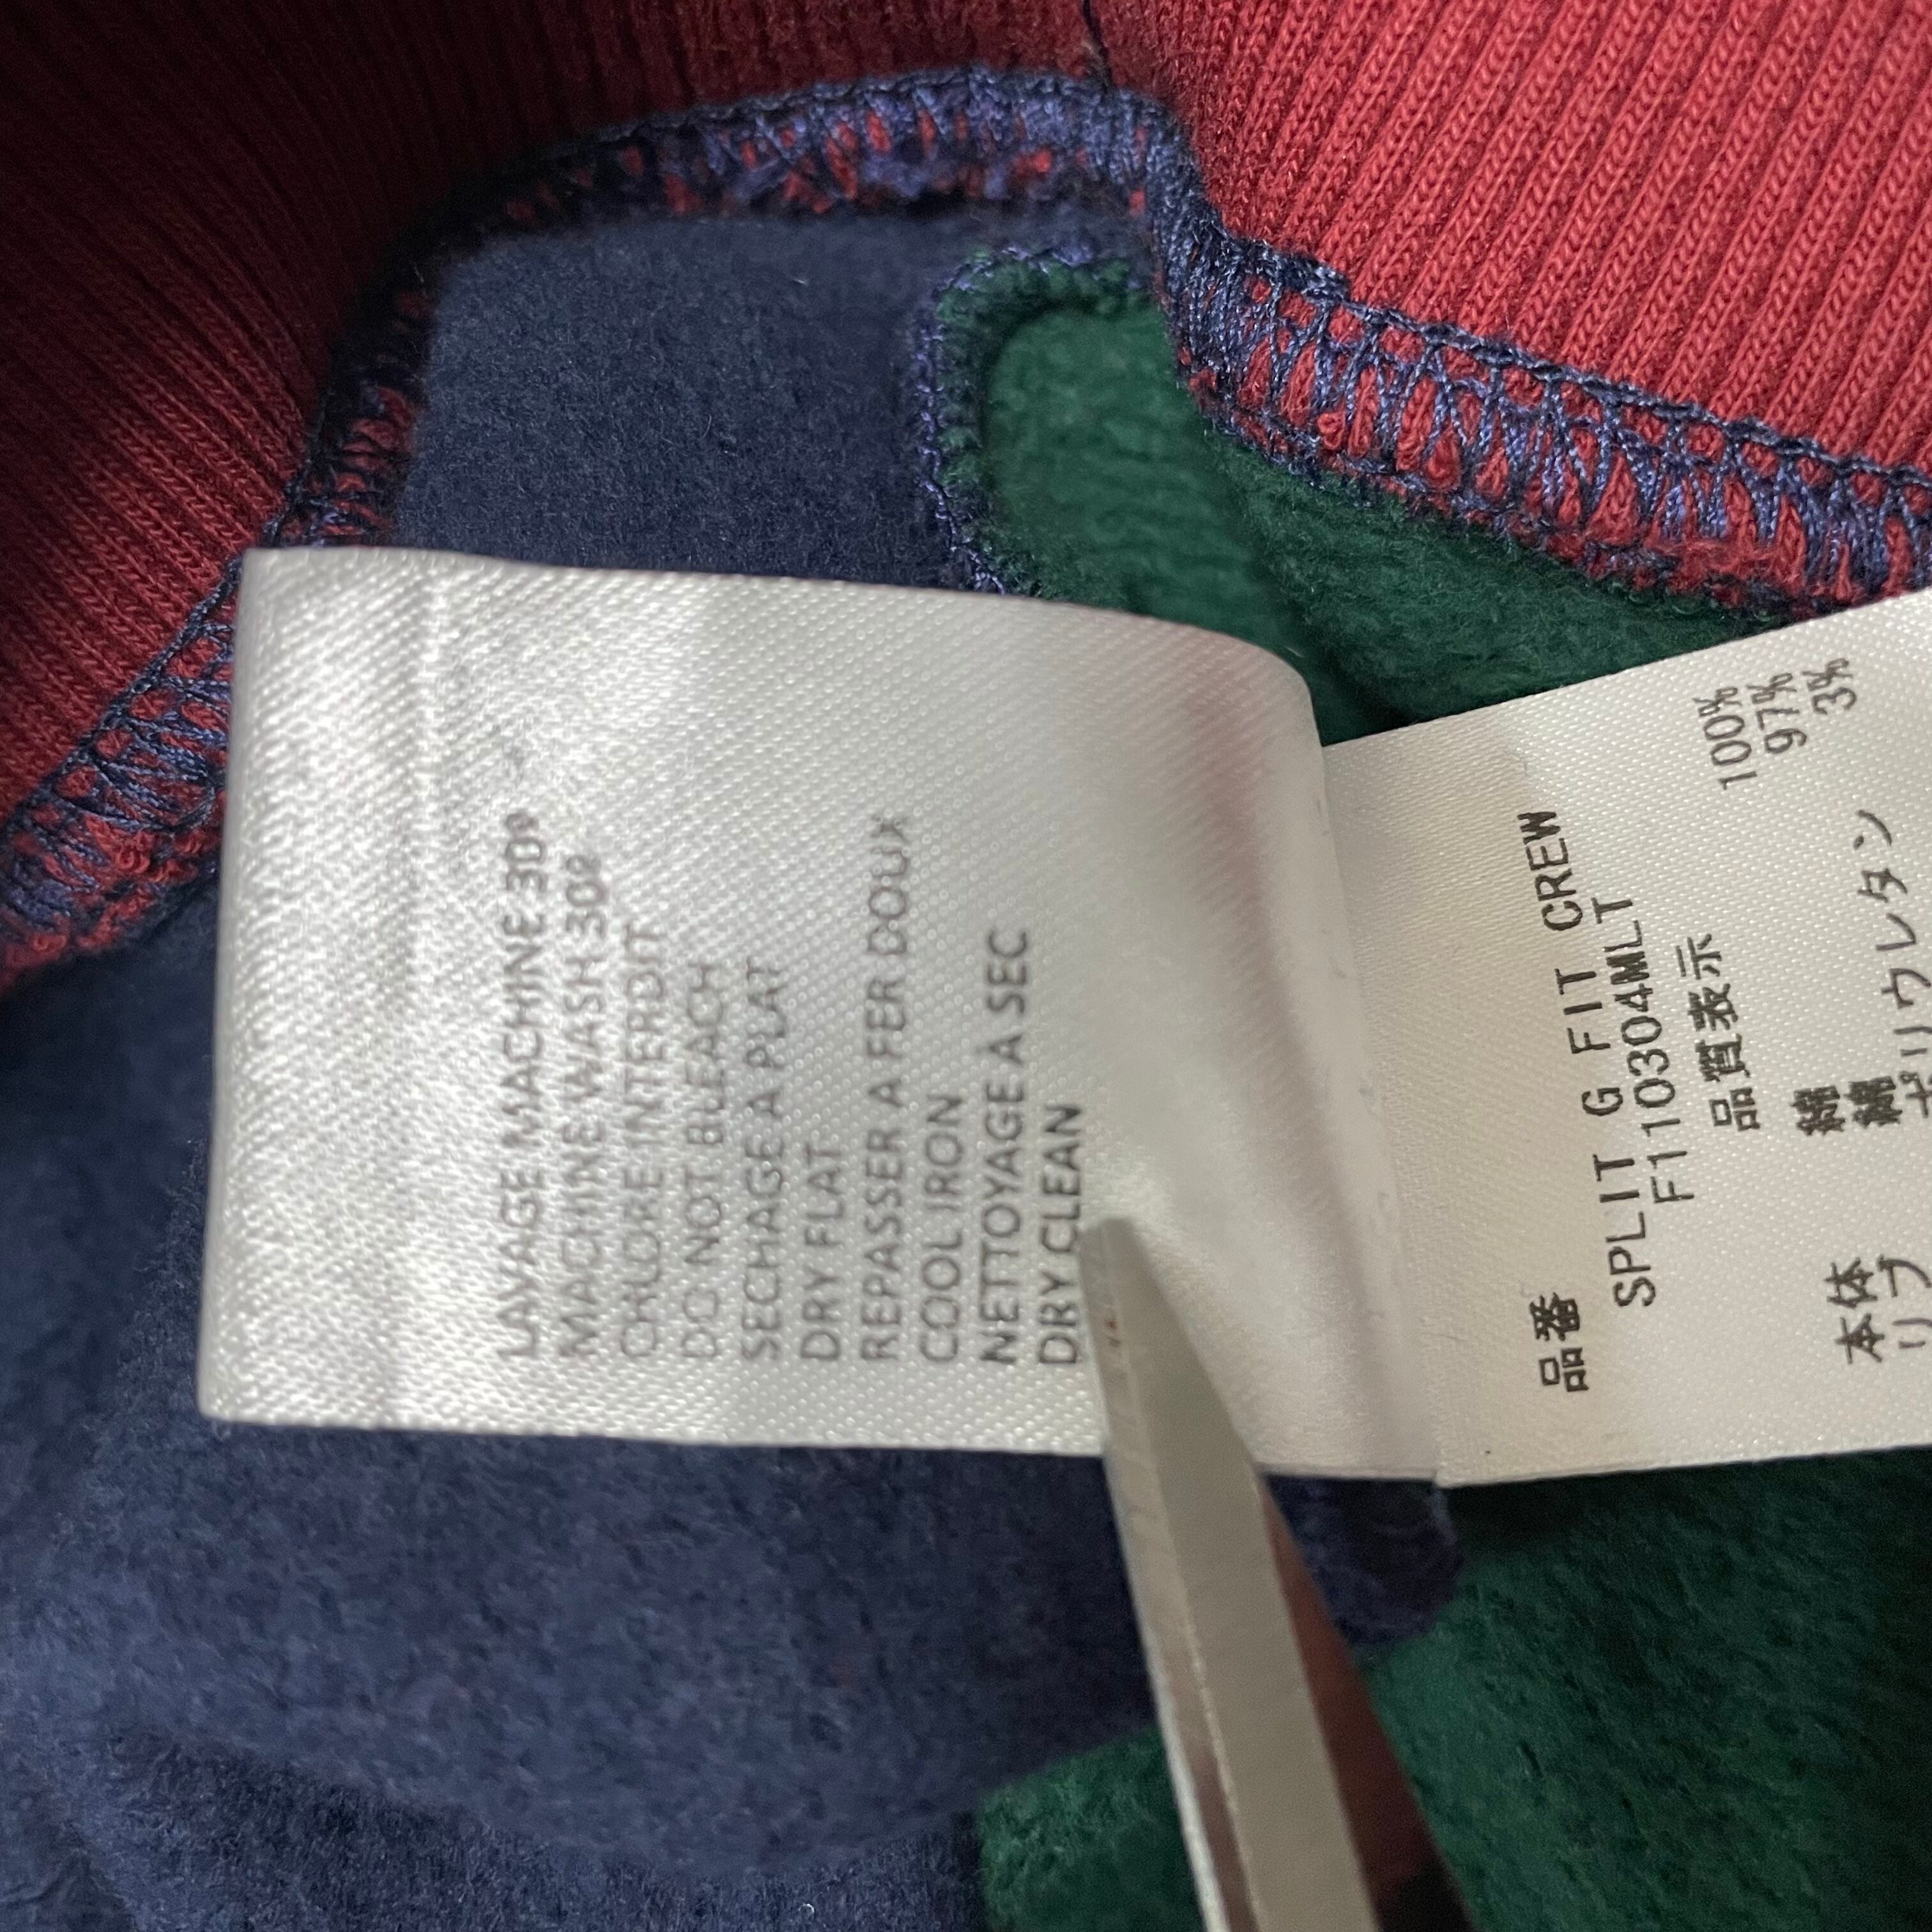 LAVAGE MACHINE 30º
MACHINE WASH 30º
CHLORE INTERDIT
DO NOT BLEACH
SECHAGE A PLAT
DRY FLAT
REPASSER A FER DOUX
COOL IRON
NETTOYAGE A SEC
DRY CLEAN
品番
SPLIT G FIT CREW
F110304MLT
品質表示
本体 綿 100%
リブ 綿 97%
ポリウレタン 3%